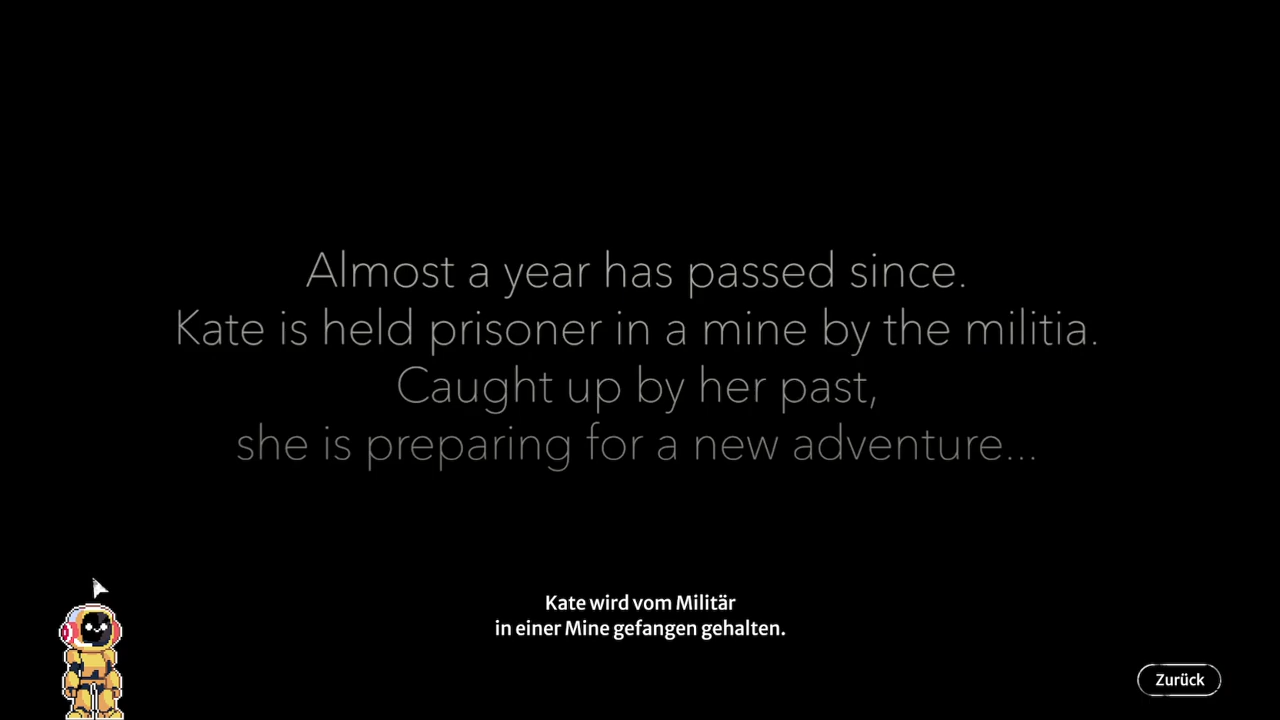 Almost a year has passed since.
Kate is held prisoner in a mine by the militia.
Caught up by her past,
she is preparing for a new adventure...
Kate wird vom Militär
in einer Mine gefangen gehalten.
Zurück